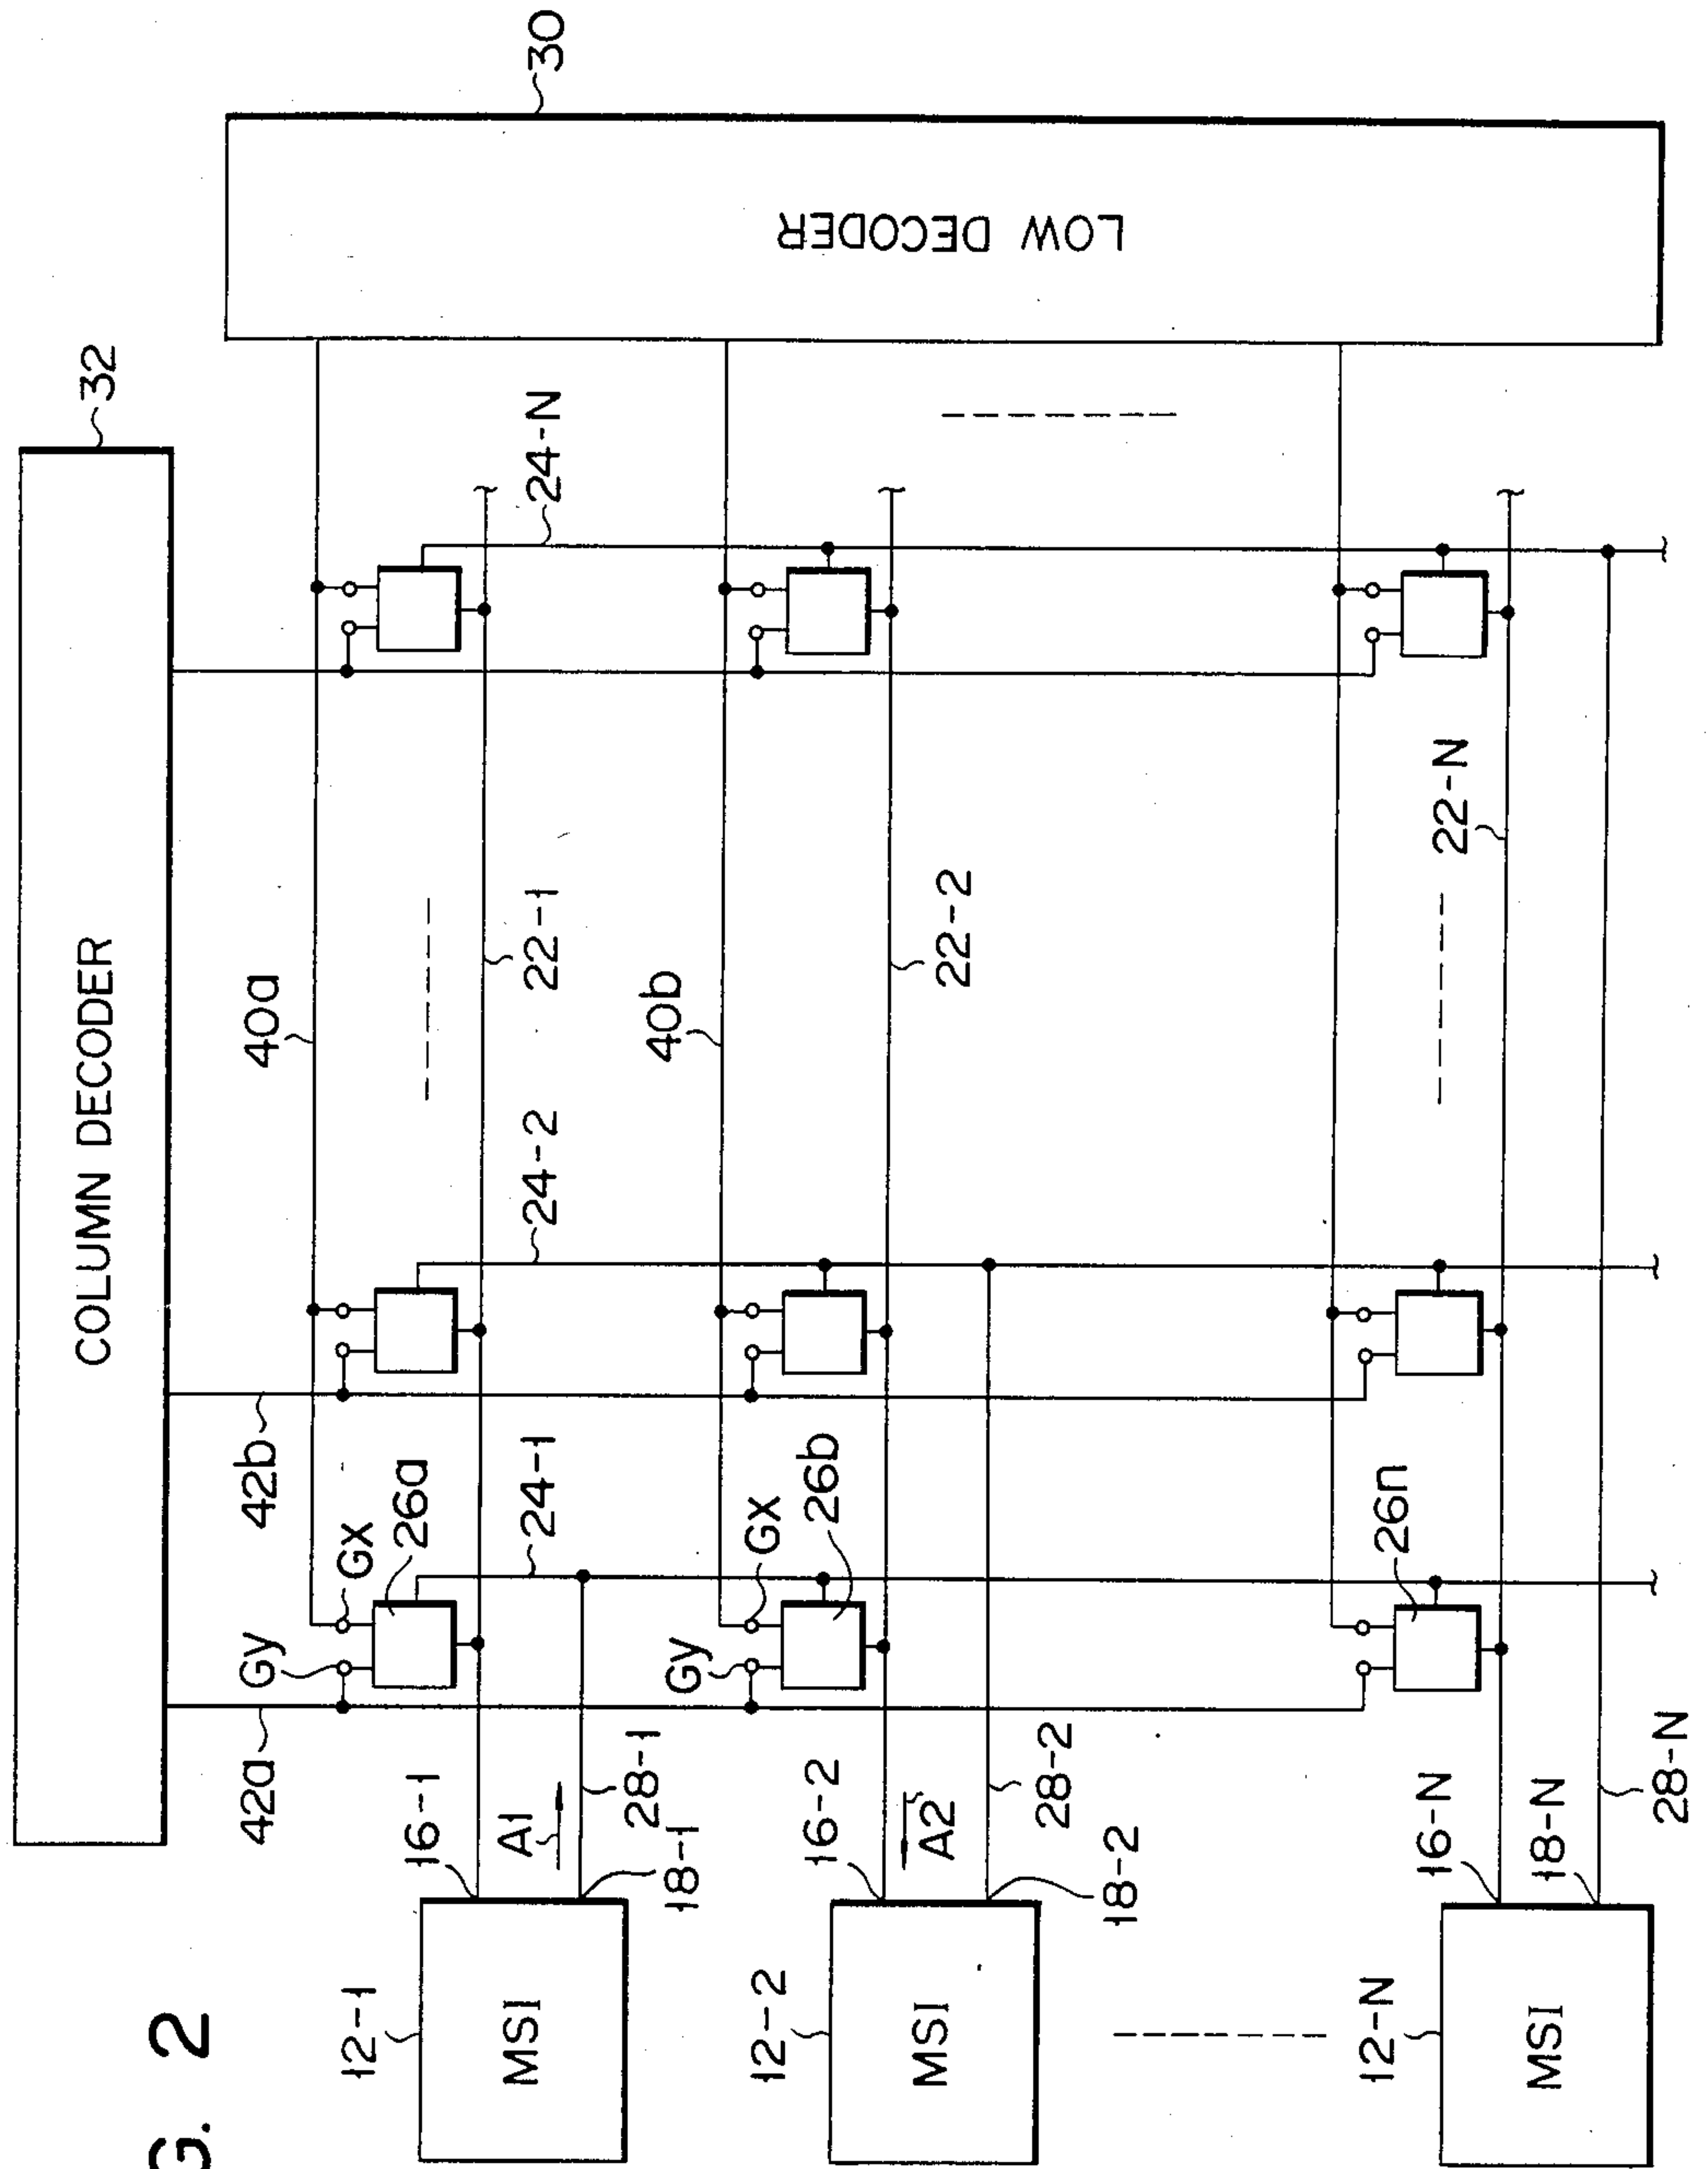 G. 2
COLUMN DECODER
32
LOW DECODER
30
42a
42b
40a
Gy
Gx
26a
24-1
24-2
24-N
22-1
12-1
MSI
16-1
A1
28-1
18-1
40b
Gy
Gx
26b
22-2
12-2
MSI
16-2
A2
28-2
18-2
26n
22-N
12-N
MSI
16-N
18-N
28-N